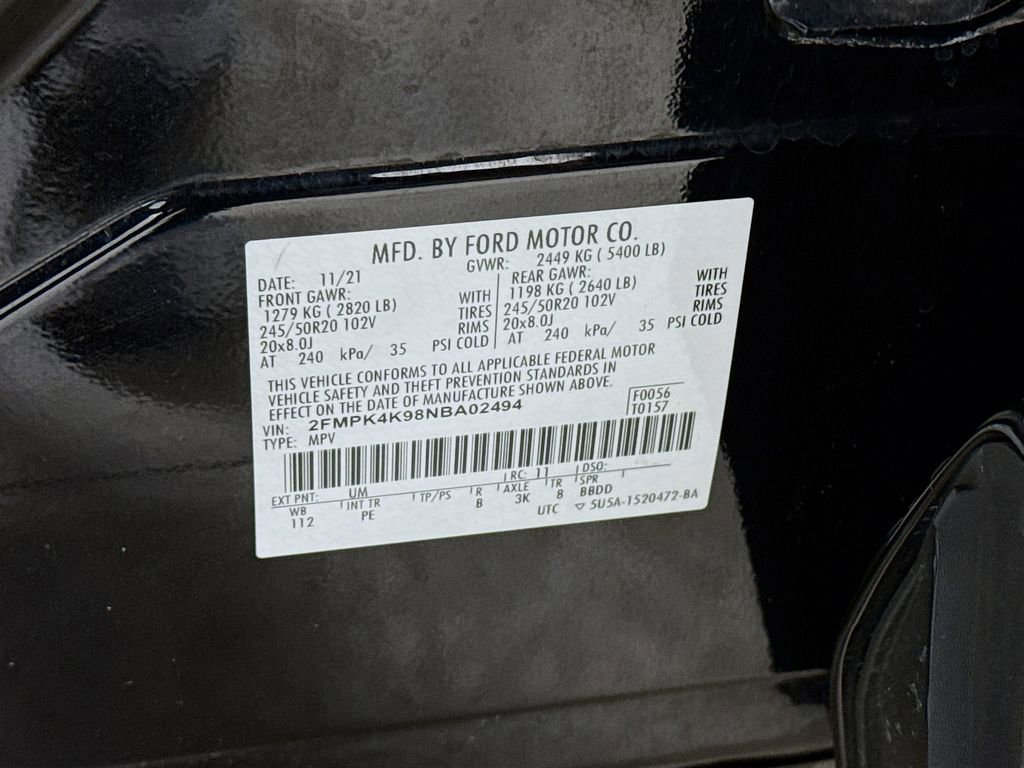 MFD. BY FORD MOTOR CO.
DATE: 11/21 GVWR: 2449 KG ( 5400 LB)
FRONT GAWR: WITH REAR GAWR: WITH
1279 KG ( 2820 LB) TIRES 1198 KG ( 2640 LB) TIRES
245/50R20 102V RIMS 245/50R20 102V RIMS
20x8.0J PSI COLD 20x8.0J PSI COLD
AT 240 kPa/ 35 AT 240 kPa/ 35
THIS VEHICLE CONFORMS TO ALL APPLICABLE FEDERAL MOTOR
VEHICLE SAFETY AND THEFT PREVENTION STANDARDS IN
EFFECT ON THE DATE OF MANUFACTURE SHOWN ABOVE.
VIN: 2FMPK4K98NBA02494 F0056
TYPE: MPV T0157
EXT PNT: UM RC: 11 DSO:
WB INT TR TP/PS R AXLE TR SPR
112 PE B 3K 8 BBDD
UTC ▽ 5U5A-1520472-BA